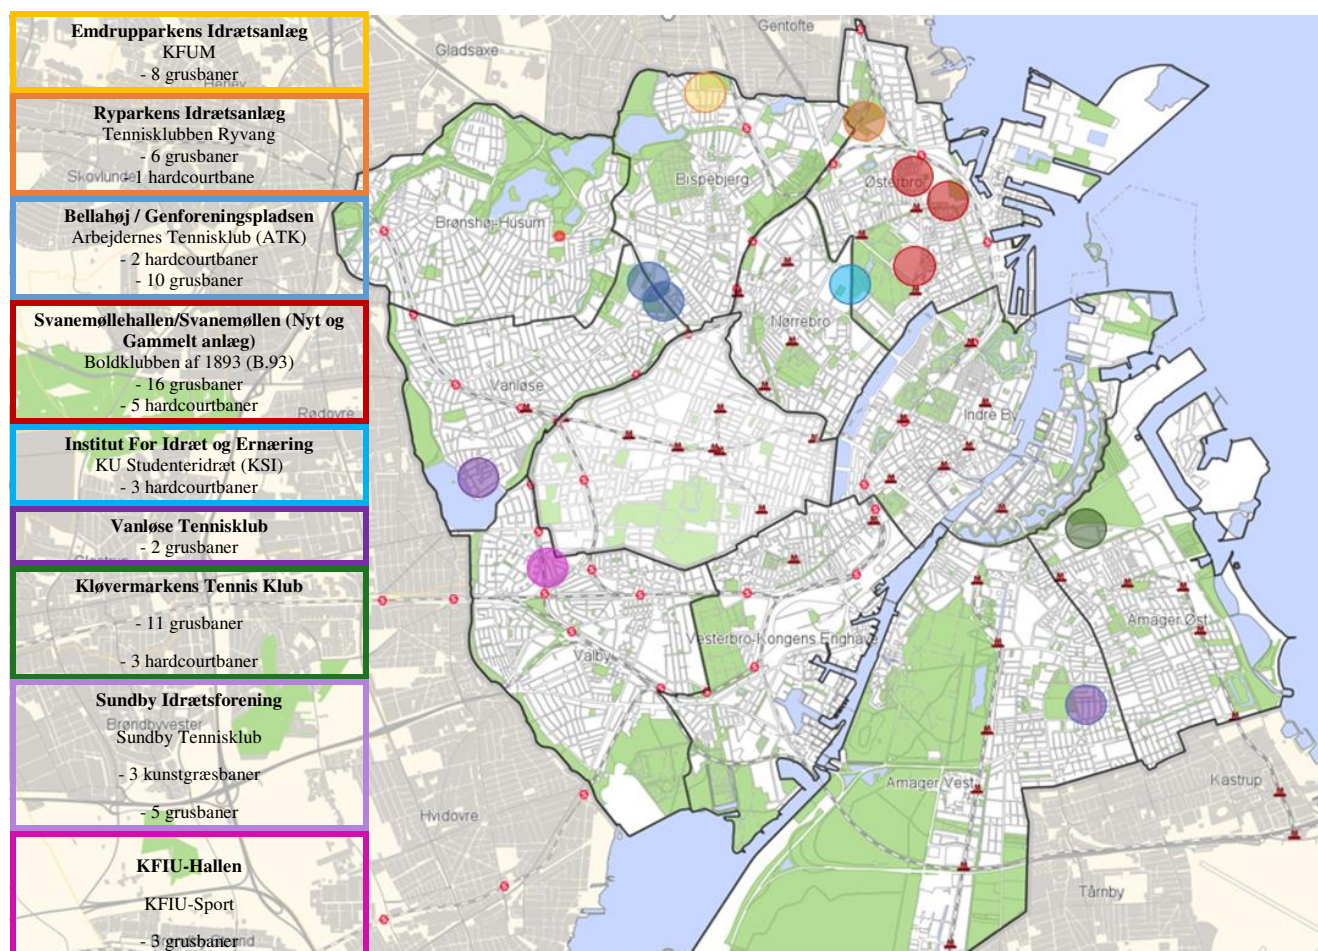 Emdrupparkens Idrætsanlæg
KFUM
- 8 grusbaner
Ryparkens Idrætsanlæg
Tennisklubben Ryvang
- 6 grusbaner
- 1 hardcourtbane
Skovlunde
Bellahøj / Genforeningspladsen
Arbejdernes Tennisklub (ATK)
- 2 hardcourtbaner
- 10 grusbaner
Svanemøllehallen/Svanemøllen (Nyt og
Gammelt anlæg)
Boldklubben af 1893 (B.93)
- 16 grusbaner
- 5 hardcourtbaner
Rødovre
Institut For Idræt og Ernæring
KU Studenteridræt (KSI)
- 3 hardcourtbaner
Vanløse Tennisklub
- 2 grusbaner
Kløvermarkens Tennis Klub
- 11 grusbaner
- 3 hardcourtbaner
Sundby Idrætsforening
Brøndbyvester
Sundby Tennisklub
- 3 kunstgræsbaner
- 5 grusbaner
KFIU-Hallen
KFIU-Sport
- 3 grusbaner
Gentofte
Gladsaxe
Bispebjerg
Østerbro
Brønshøj-Husum
Nørrebro
Vanløse
Indre By
Amager Øst
Vesterbro-Kongens Enghave
Valby
Amager Vest
Kastrup
Hvidovre
Tårnby